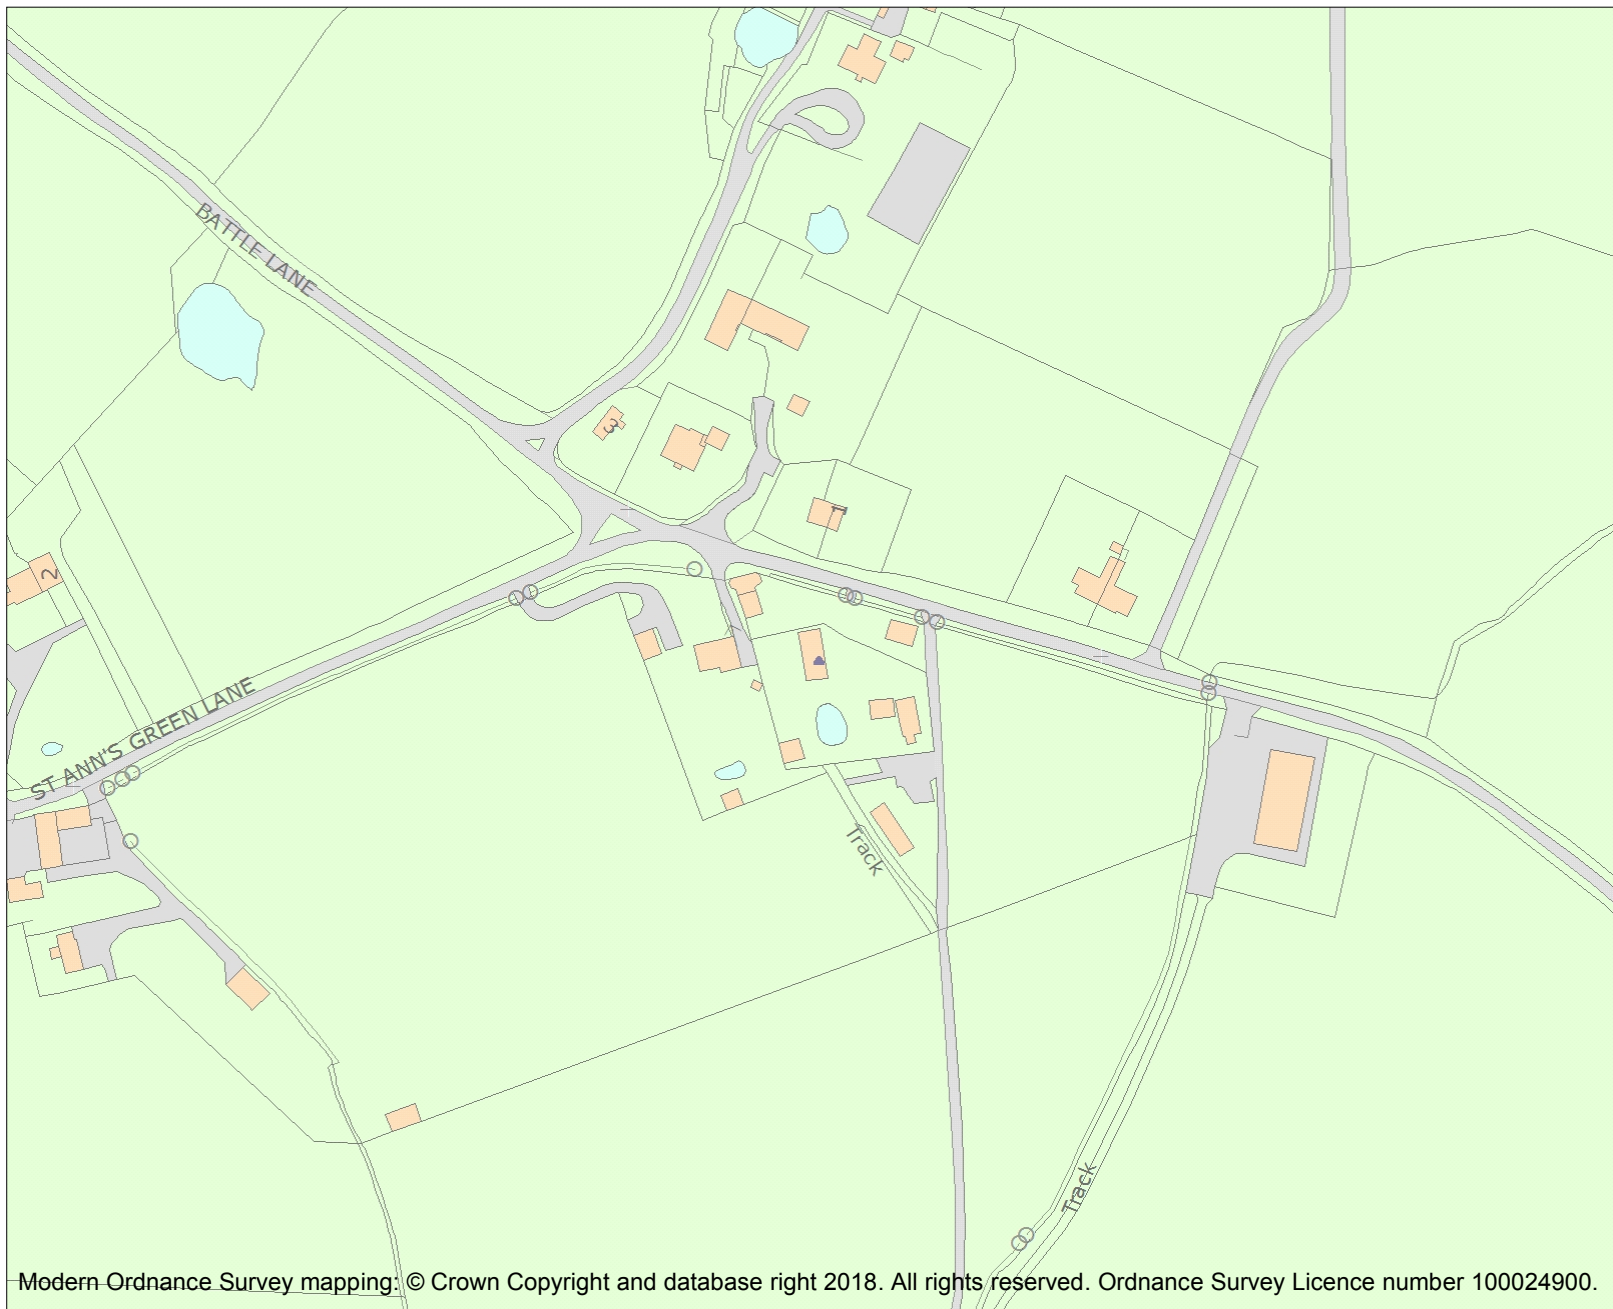 BATTLE LANE
3
1
2
ST ANN'S GREEN LANE
Track
Track
Modern Ordnance Survey mapping: © Crown Copyright and database right 2018. All rights reserved. Ordnance Survey Licence number 100024900.